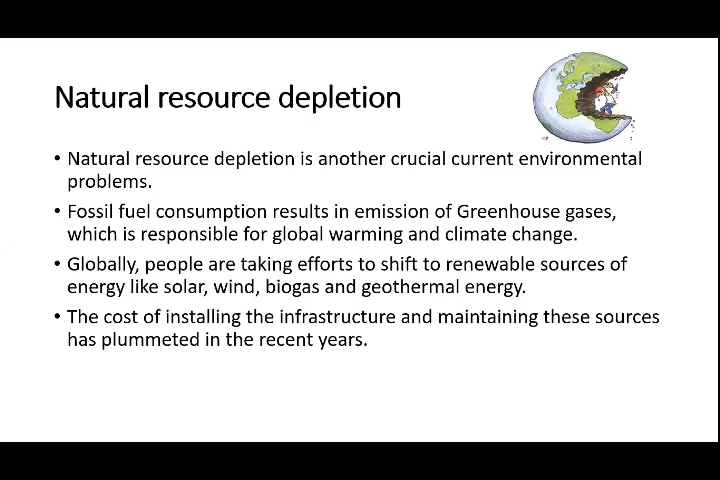 Natural resource depletion
• Natural resource depletion is another crucial current environmental
problems.
• Fossil fuel consumption results in emission of Greenhouse gases,
which is responsible for global warming and climate change.
• Globally, people are taking efforts to shift to renewable sources of
energy like solar, wind, biogas and geothermal energy.
• The cost of installing the infrastructure and maintaining these sources
has plummeted in the recent years.